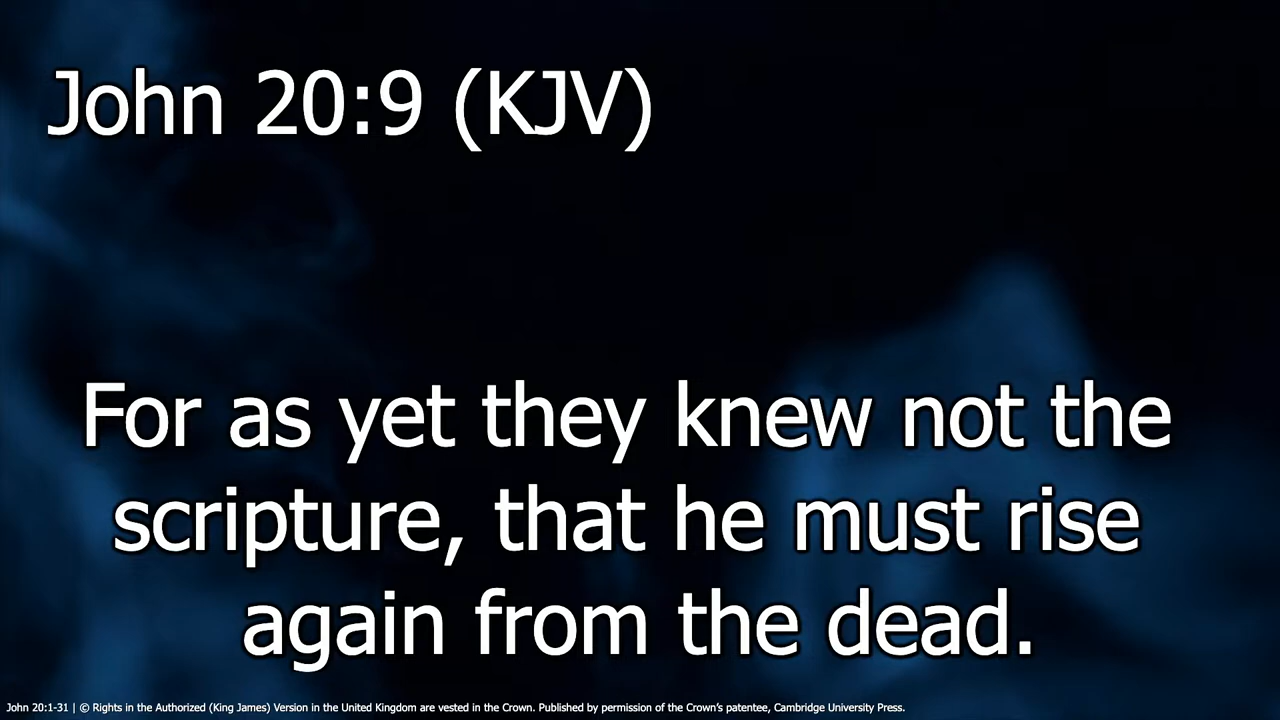 John 20:9 (KJV)
For as yet they knew not the
scripture, that he must rise
again from the dead.
John 20:1-31 | © Rights in the Authorized (King James) Version in the United Kingdom are vested in the Crown. Published by permission of the Crown’s patentee, Cambridge University Press.